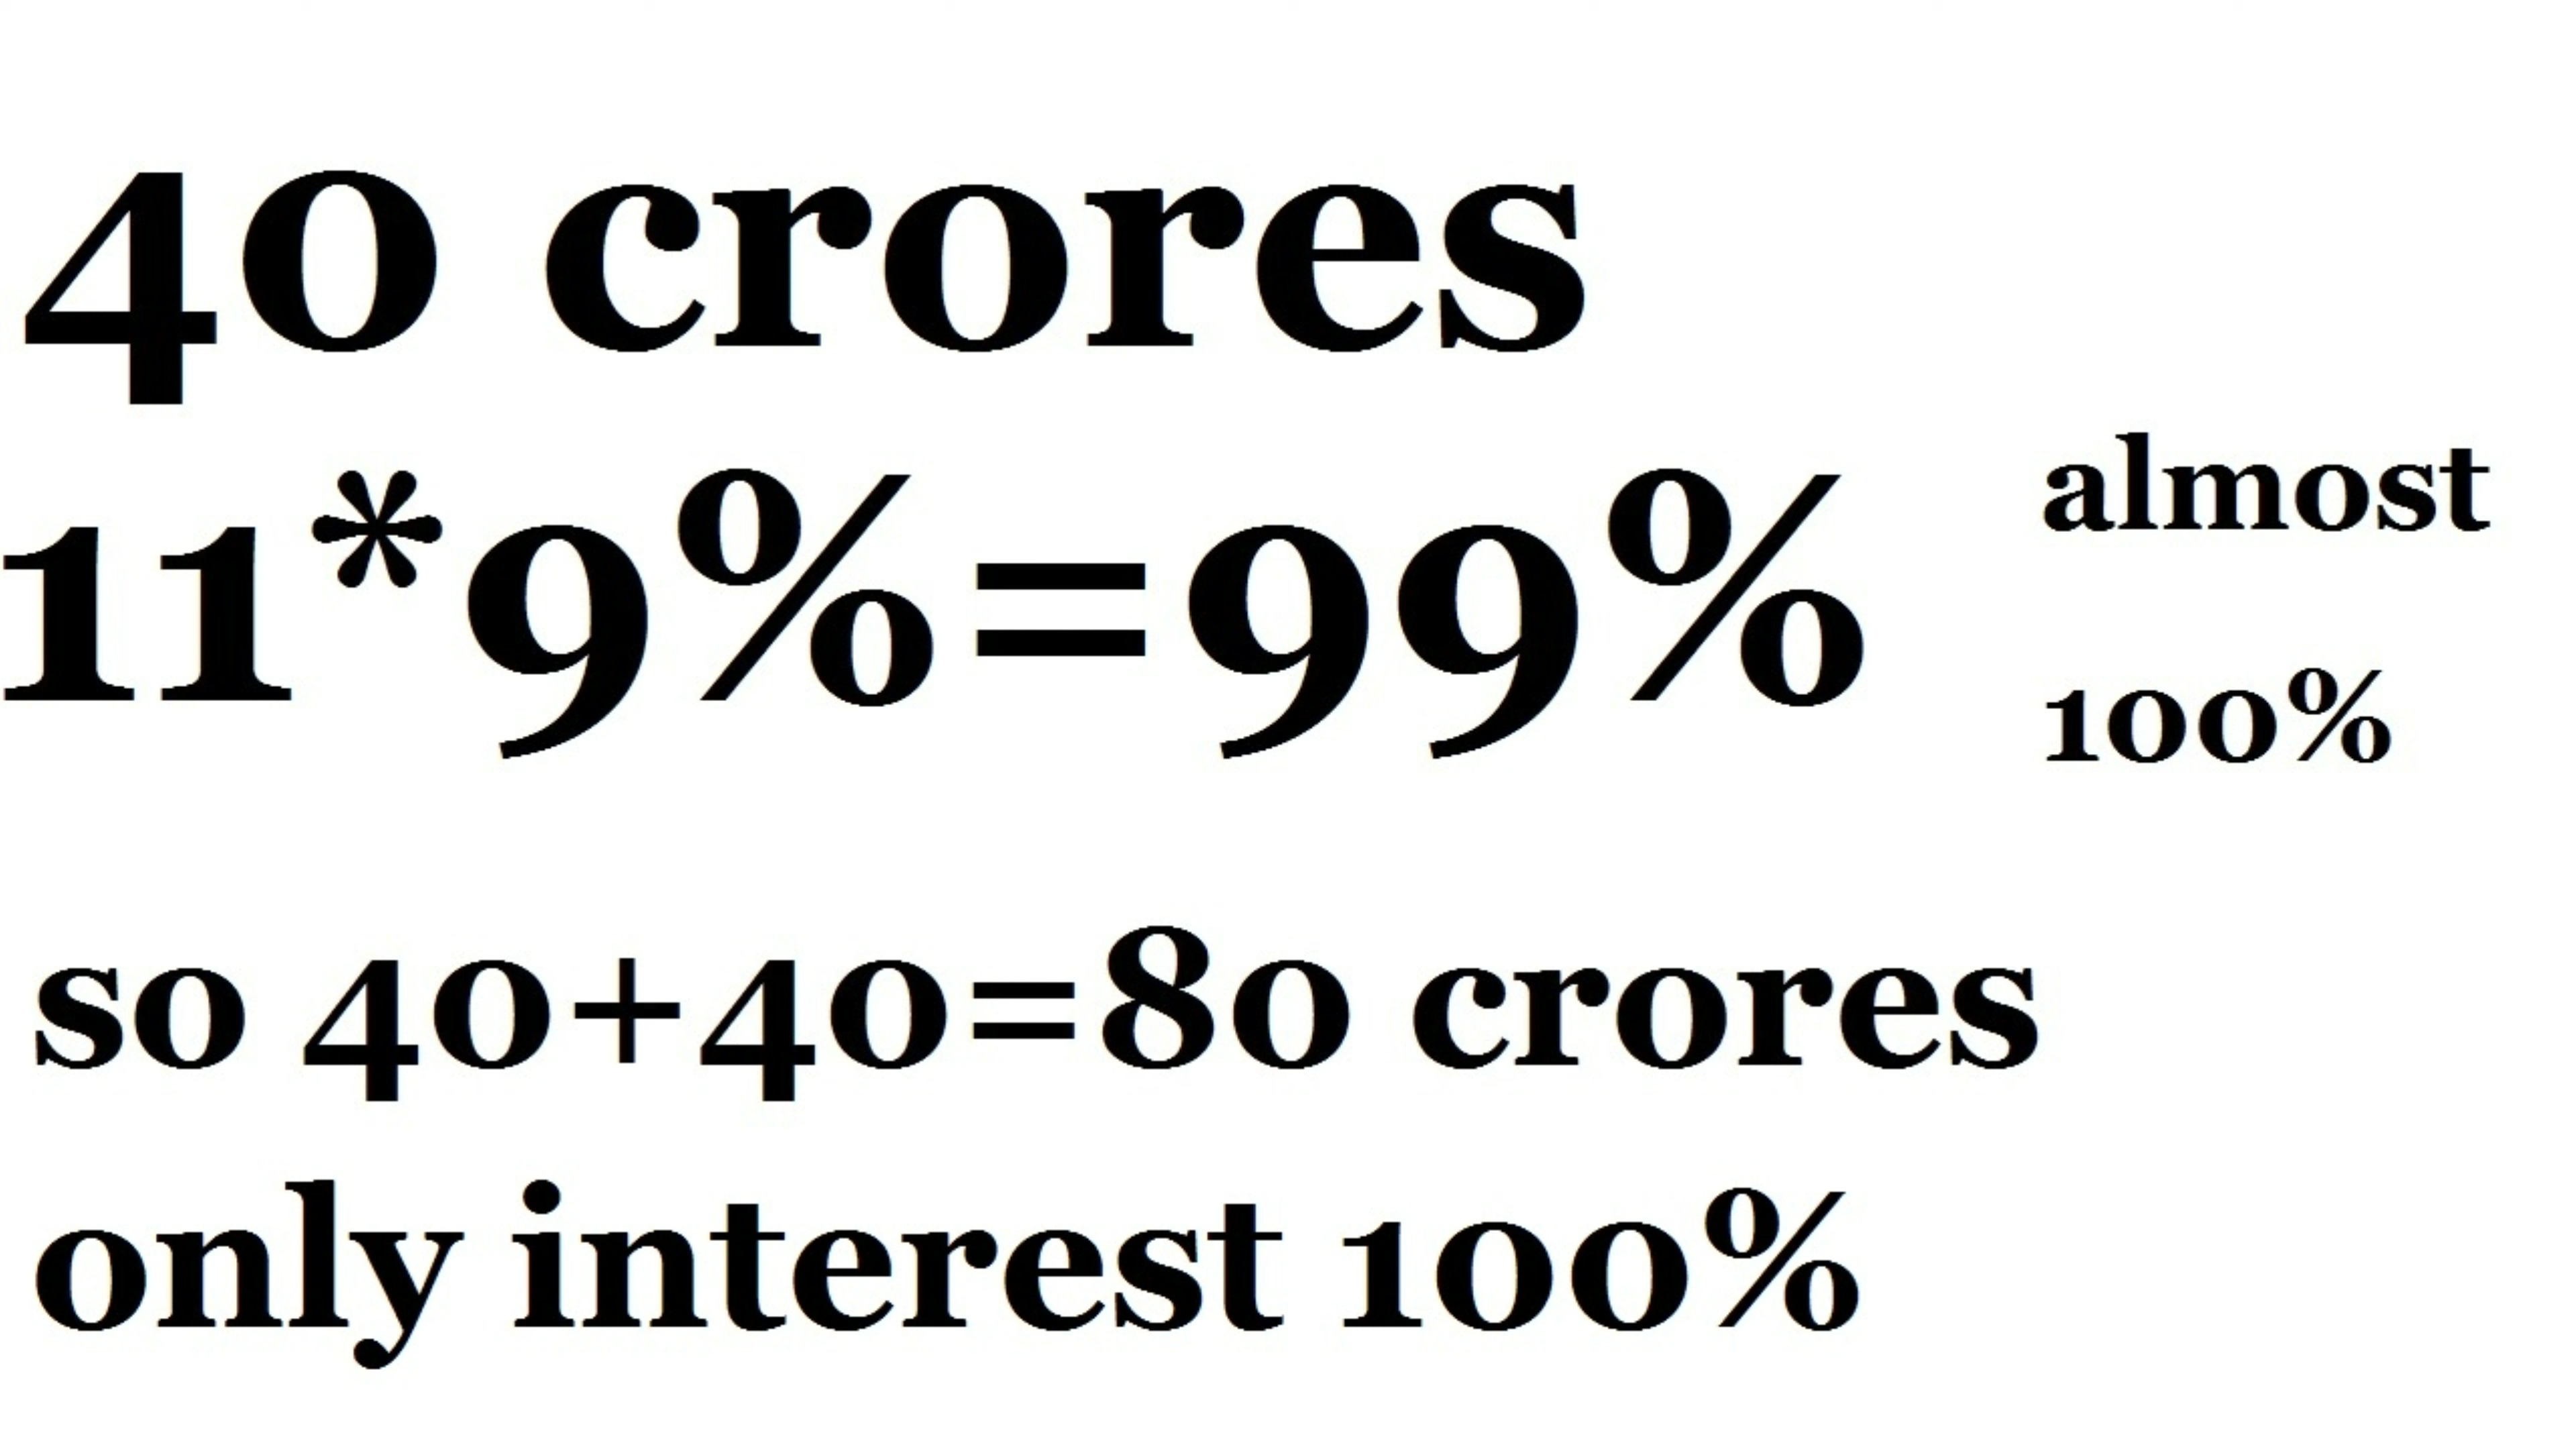 40 crores
11*9%=99%
almost
100%
so 40+40=80 crores
only interest 100%